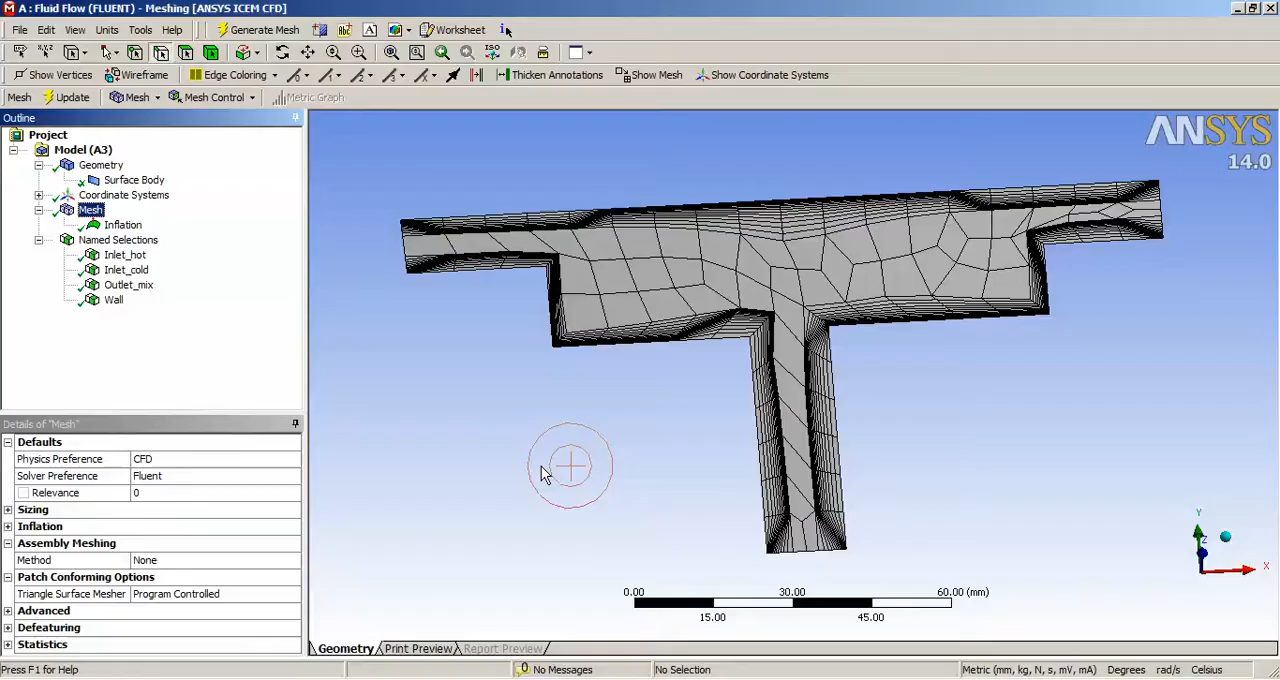 A : Fluid Flow (FLUENT) - Meshing [ANSYS ICEM CFD]
File Edit View Units Tools Help Generate Mesh A Worksheet i
Show Vertices Wireframe Edge Coloring Thicken Annotations Show Mesh Show Coordinate Systems
Mesh Update Mesh Mesh Control Metric Graph
Outline
Project
Model (A3)
Geometry
Surface Body
Coordinate Systems
Mesh
Inflation
Named Selections
Inlet_hot
Inlet_cold
Outlet_mix
Wall
Details of "Mesh"
Defaults
Physics Preference CFD
Solver Preference Fluent
Relevance 0
Sizing
Inflation
Assembly Meshing
Method None
Patch Conforming Options
Triangle Surface Mesher Program Controlled
Advanced
Defeaturing
Statistics
ANSYS
14.0
Y
Z
X
0.00 30.00 60.00 (mm)
15.00 45.00
Geometry Print Preview Report Preview
Press F1 for Help No Messages No Selection Metric (mm, kg, N, s, mV, mA) Degrees rad/s Celsius